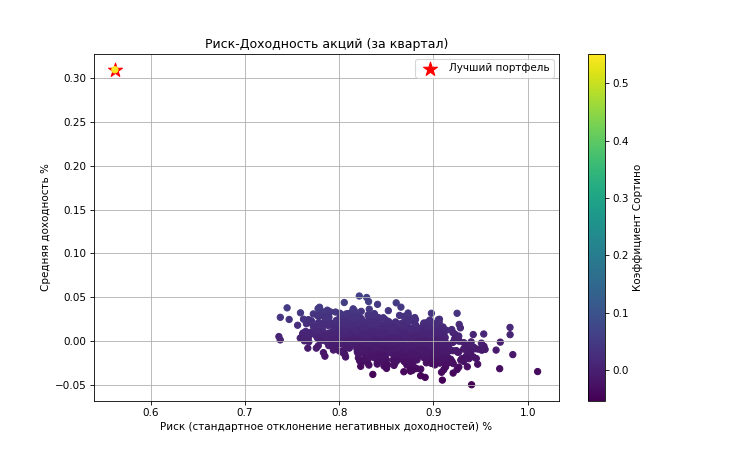 Риск-Доходность акций (за квартал)
Лучший портфель
Средняя доходность %
0.30
0.25
0.20
0.15
0.10
0.05
0.00
−0.05
0.6 0.7 0.8 0.9 1.0
Риск (стандартное отклонение негативных доходностей) %
0.5
0.4
0.3
0.2
0.1
0.0
Коэффициент Сортино